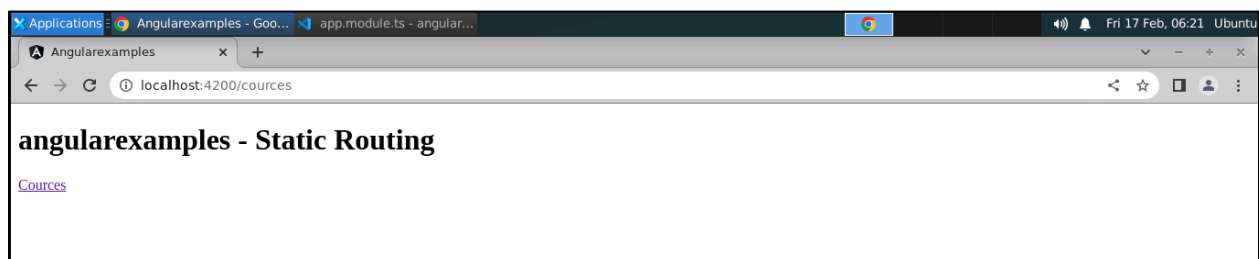 Applications Angularexamples - Goo... app.module.ts - angular... Fri 17 Feb, 06:21 Ubuntu
Angularexamples
localhost:4200/cources
angularexamples - Static Routing
Cources